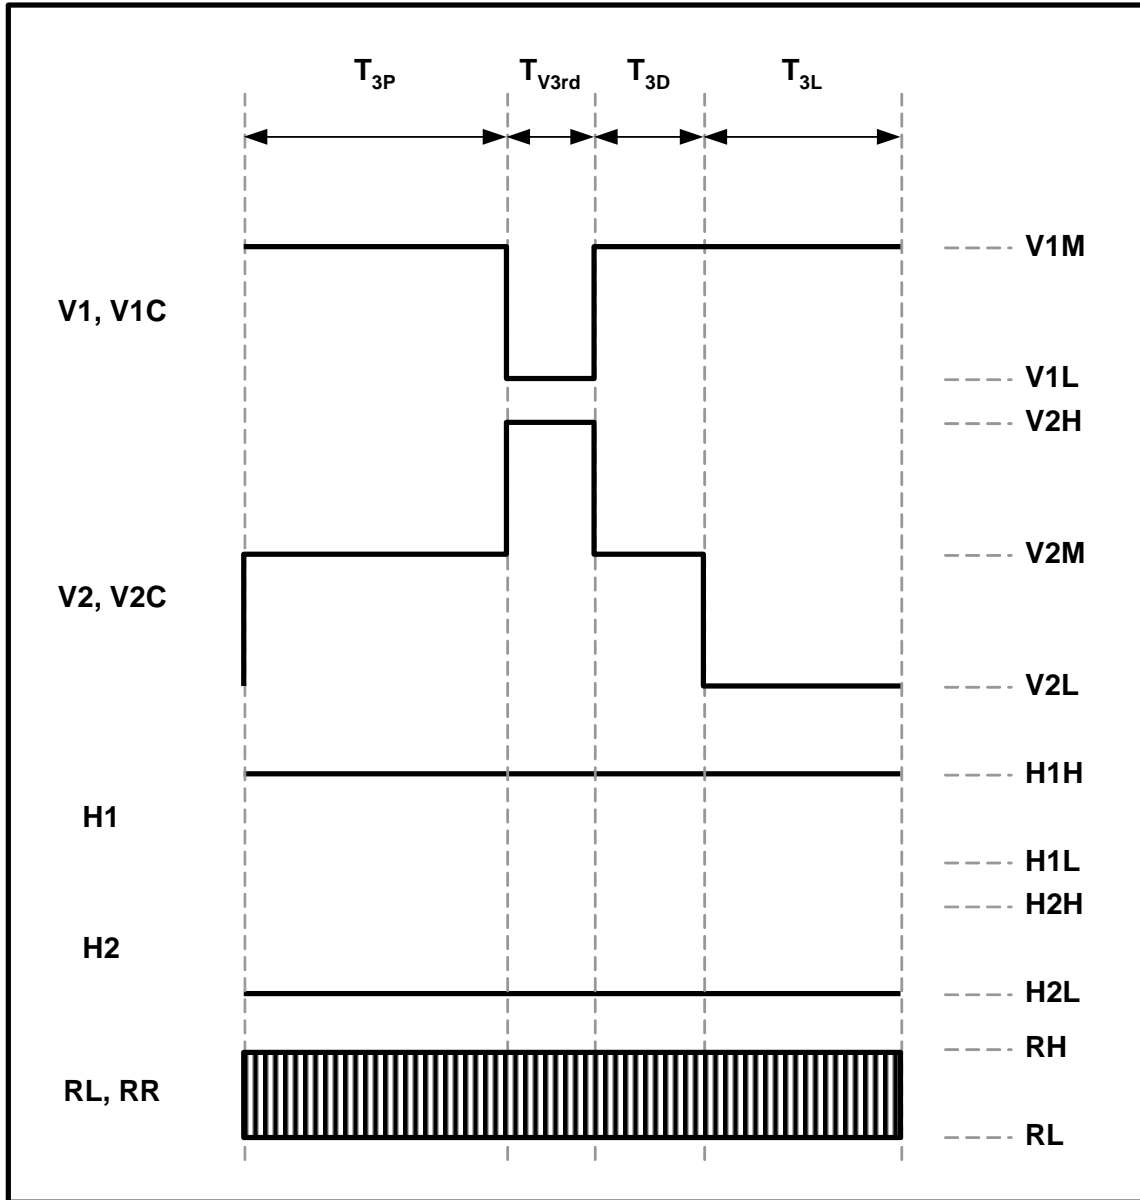 T3P TV3rd T3D T3L
V1M
V1, V1C
V1L
V2H
V2M
V2, V2C
V2L
H1H
H1
H1L
H2H
H2
H2L
RH
RL, RR
RL